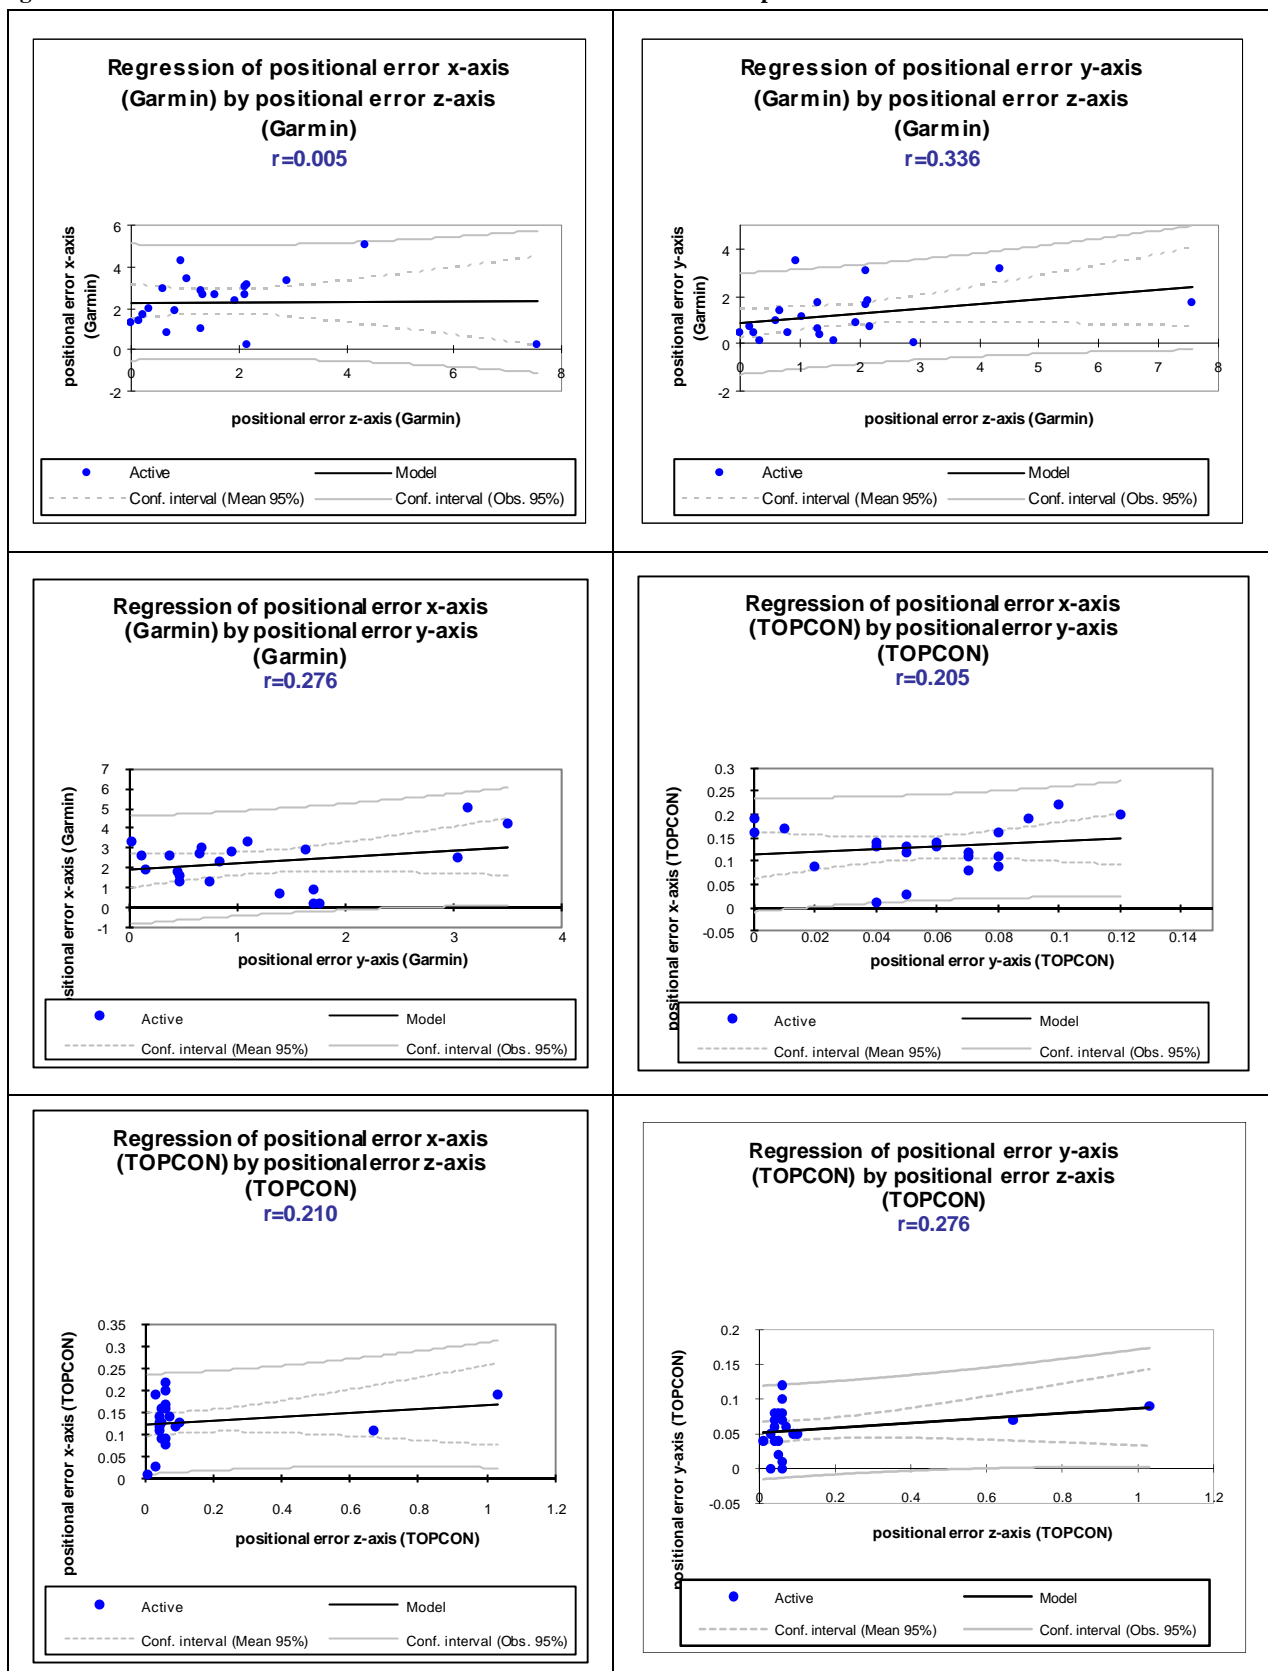 Regression of positional error x-axis
(Garmin) by positional error z-axis
(Garmin)
r=0.005
positional error x-axis
(Garmin)
6
4
2
0
-2
0
2
4
6
8
positional error z-axis (Garmin)
Active
Model
Conf. interval (Mean 95%)
Conf. interval (Obs. 95%)
Regression of positional error y-axis
(Garmin) by positional error z-axis
(Garmin)
r=0.336
positional error y-axis
(Garmin)
4
2
0
-2
0
1
2
3
4
5
6
7
8
positional error z-axis (Garmin)
Active
Model
Conf. interval (Mean 95%)
Conf. interval (Obs. 95%)
Regression of positional error x-axis
(Garmin) by positional error y-axis
(Garmin)
r=0.276
error x-axis (Garmin)
7
6
5
4
3
2
1
0
-1
0
1
2
3
4
positional error y-axis (Garmin)
Active
Model
Conf. interval (Mean 95%)
Conf. interval (Obs. 95%)
Regression of positional error x-axis
(TOPCON) by positional error y-axis
(TOPCON)
r=0.205
positional error x-axis (TOPCON)
0.3
0.25
0.2
0.15
0.1
0.05
0
-0.05
0
0.02
0.04
0.06
0.08
0.1
0.12
0.14
positional error y-axis (TOPCON)
Active
Model
Conf. interval (Mean 95%)
Conf. interval (Obs. 95%)
Regression of positional error x-axis
(TOPCON) by positional error z-axis
(TOPCON)
r=0.210
positional error x-axis (TOPCON)
0.35
0.3
0.25
0.2
0.15
0.1
0.05
0
0
0.2
0.4
0.6
0.8
1
1.2
positional error z-axis (TOPCON)
Active
Model
Conf. interval (Mean 95%)
Conf. interval (Obs. 95%)
Regression of positional error y-axis
(TOPCON) by positional error z-axis
(TOPCON)
r=0.276
positional error y-axis (TOPCON)
0.2
0.15
0.1
0.05
0
-0.05
0
0.2
0.4
0.6
0.8
1
1.2
positional error z-axis (TOPCON)
Active
Model
Conf. interval (Mean 95%)
Conf. interval (Obs. 95%)